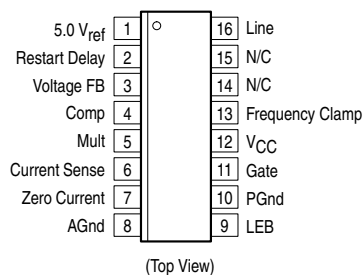 5.0 Vref 1 16 Line
Restart Delay 2 15 N/C
Voltage FB 3 14 N/C
Comp 4 13 Frequency Clamp
Mult 5 12 VCC
Current Sense 6 11 Gate
Zero Current 7 10 PGnd
AGnd 8 9 LEB
(Top View)